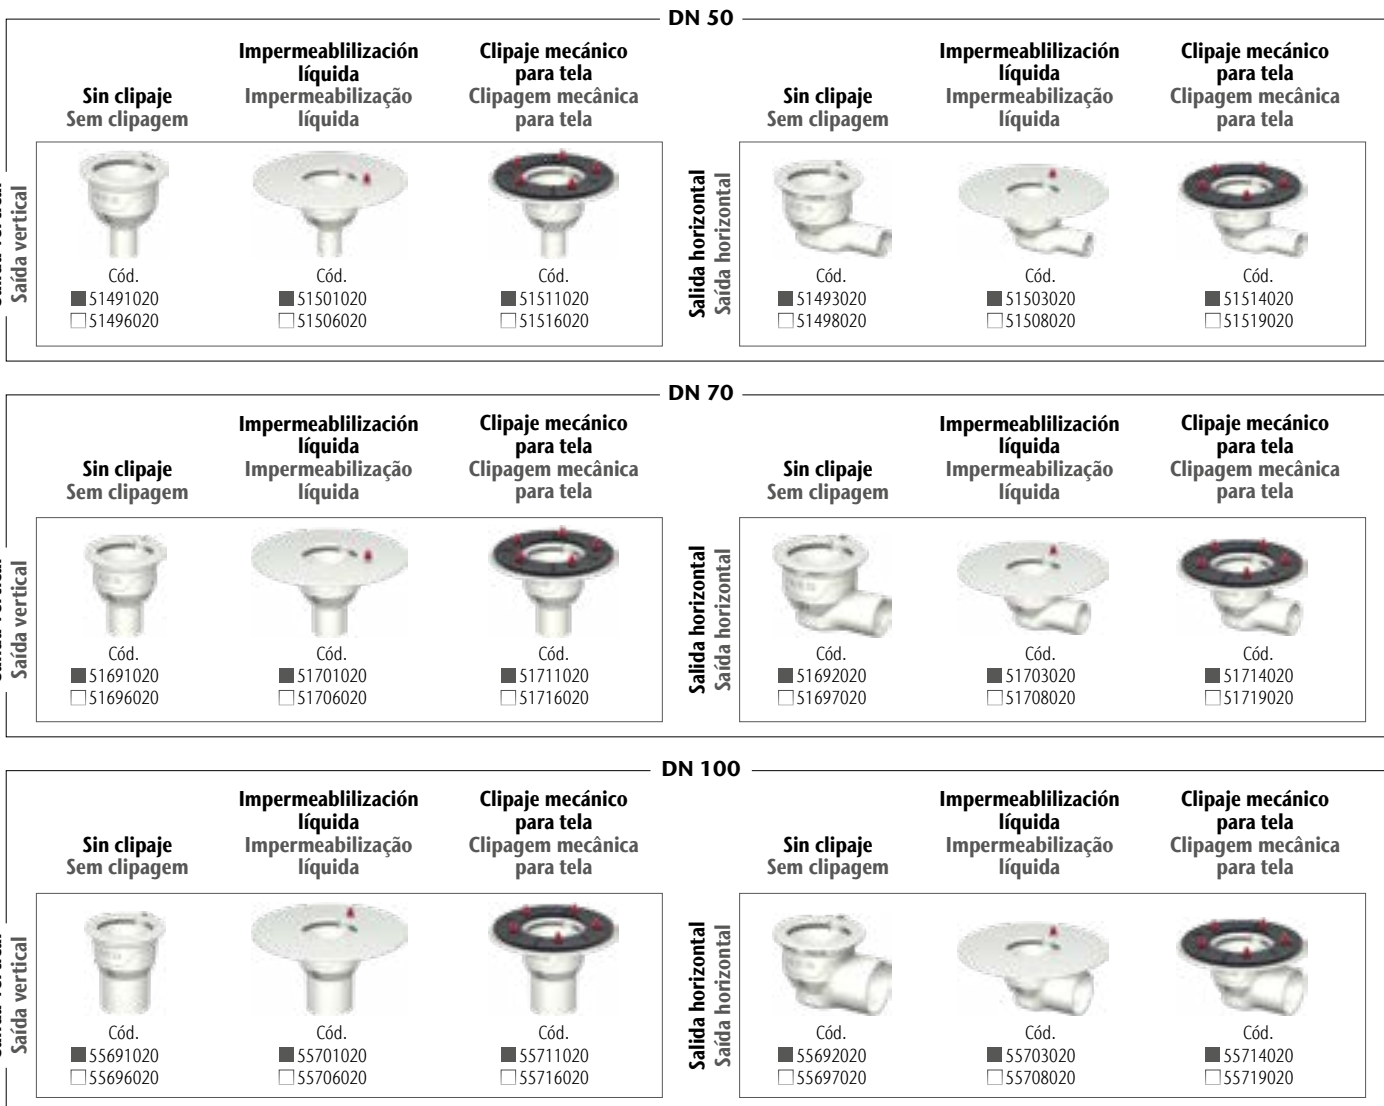 DN 50
Sin clipaje
Sem clipagem
Impermeablilización
líquida
Impermeabilização
líquida
Clipaje mecánico
para tela
Clipagem mecânica
para tela
Saída vertical
Cód.
51491020
51496020
Cód.
51501020
51506020
Cód.
51511020
51516020
Sin clipaje
Sem clipagem
Impermeablilización
líquida
Impermeabilização
líquida
Clipaje mecánico
para tela
Clipagem mecânica
para tela
Salida horizontal
Saída horizontal
Cód.
51493020
51498020
Cód.
51503020
51508020
Cód.
51514020
51519020
DN 70
Sin clipaje
Sem clipagem
Impermeablilización
líquida
Impermeabilização
líquida
Clipaje mecánico
para tela
Clipagem mecânica
para tela
Saída vertical
Cód.
51691020
51696020
Cód.
51701020
51706020
Cód.
51711020
51716020
Sin clipaje
Sem clipagem
Impermeablilización
líquida
Impermeabilização
líquida
Clipaje mecánico
para tela
Clipagem mecânica
para tela
Salida horizontal
Saída horizontal
Cód.
51692020
51697020
Cód.
51703020
51708020
Cód.
51714020
51719020
DN 100
Sin clipaje
Sem clipagem
Impermeablilización
líquida
Impermeabilização
líquida
Clipaje mecánico
para tela
Clipagem mecânica
para tela
Saída vertical
Cód.
55691020
55696020
Cód.
55701020
55706020
Cód.
55711020
55716020
Sin clipaje
Sem clipagem
Impermeablilización
líquida
Impermeabilização
líquida
Clipaje mecánico
para tela
Clipagem mecânica
para tela
Salida horizontal
Saída horizontal
Cód.
55692020
55697020
Cód.
55703020
55708020
Cód.
55714020
55719020